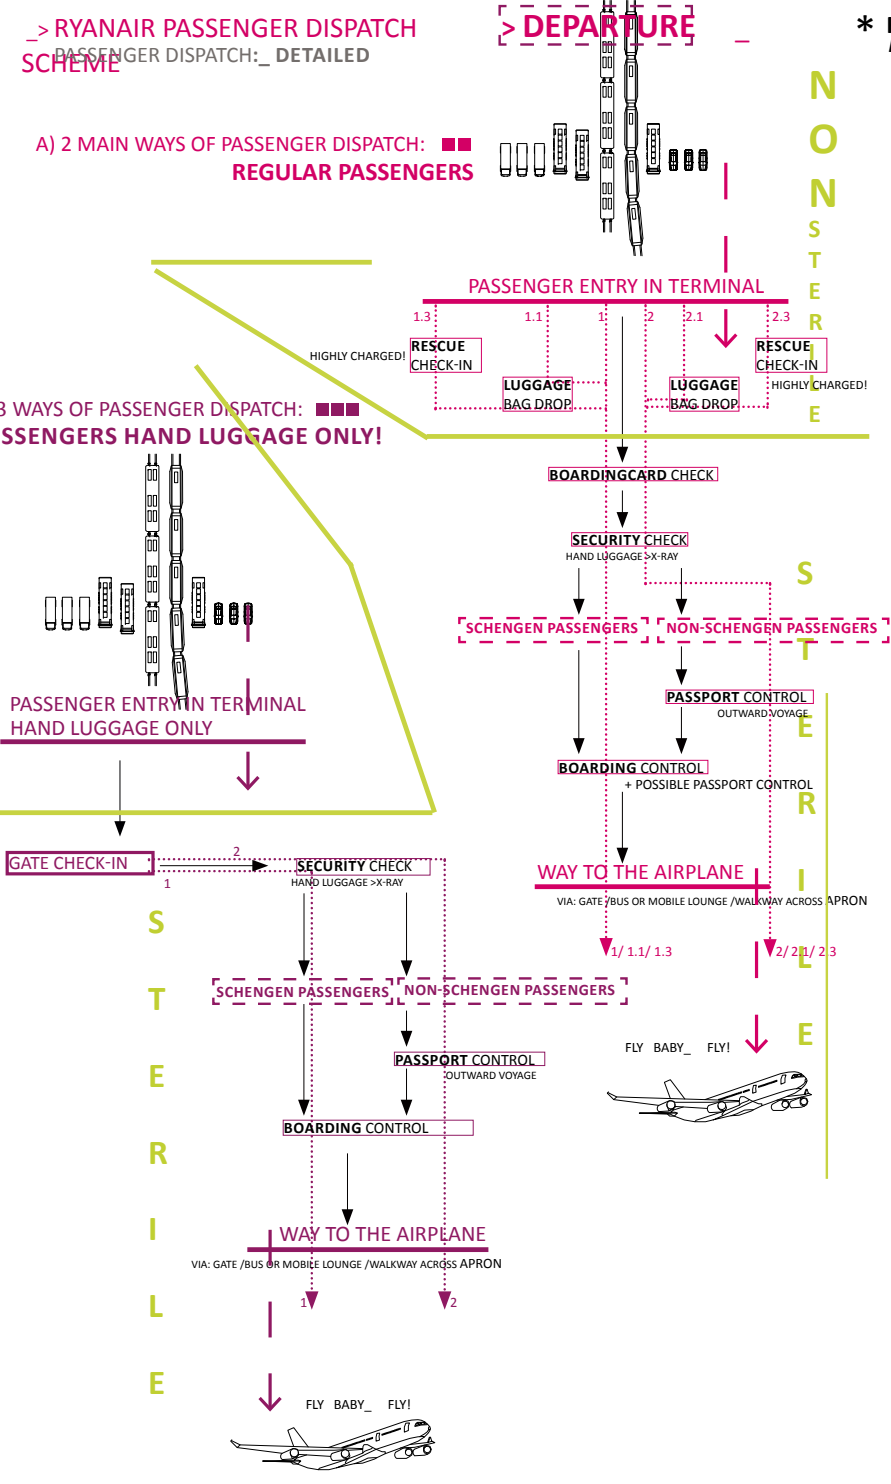 _> RYANAIR PASSENGER DISPATCH
SCHEME
PASSENGER DISPATCH:_ DETAILED
> DEPARTURE _
*
A) 2 MAIN WAYS OF PASSENGER DISPATCH:
REGULAR PASSENGERS
NON
STERILE
PASSENGER ENTRY IN TERMINAL
1.3 1.1 1 2 2.1 2.3
HIGHLY CHARGED!
RESCUE
CHECK-IN
RESCUE
CHECK-IN
HIGHLY CHARGED!
LUGGAGE
BAG DROP
LUGGAGE
BAG DROP
3 WAYS OF PASSENGER DISPATCH:
SSENGERS HAND LUGGAGE ONLY!
BOARDINGCARD CHECK
SECURITY CHECK
HAND LUGGAGE >X-RAY
STERILE
SCHENGEN PASSENGERS
NON-SCHENGEN PASSENGERS
PASSPORT CONTROL
OUTWARD VOYAGE
BOARDING CONTROL
+ POSSIBLE PASSPORT CONTROL
WAY TO THE AIRPLANE
VIA: GATE /BUS OR MOBILE LOUNGE /WALKWAY ACROSS APRON
1/ 1.1/ 1.3
2/ 2.1/ 2.3
FLY BABY_ FLY!
PASSENGER ENTRY IN TERMINAL
HAND LUGGAGE ONLY
GATE CHECK-IN
2
1
SECURITY CHECK
HAND LUGGAGE >X-RAY
STERILE
SCHENGEN PASSENGERS
NON-SCHENGEN PASSENGERS
PASSPORT CONTROL
OUTWARD VOYAGE
BOARDING CONTROL
WAY TO THE AIRPLANE
VIA: GATE /BUS OR MOBILE LOUNGE /WALKWAY ACROSS APRON
1
2
FLY BABY_ FLY!